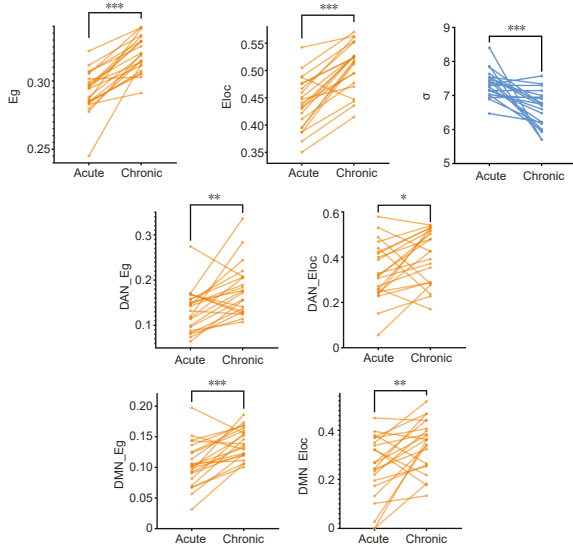 ***
Eg
0.30
0.25
Acute
Chronic
***
Eloc
0.55
0.50
0.45
0.40
0.35
Acute
Chronic
***
σ
9
8
7
6
5
Acute
Chronic
**
DAN_Eg
0.3
0.2
0.1
Acute
Chronic
*
DAN_Eloc
0.6
0.4
0.2
0
Acute
Chronic
***
DMN_Eg
0.20
0.15
0.10
0.05
0
Acute
Chronic
**
DMN_Eloc
0.4
0.2
0
Acute
Chronic